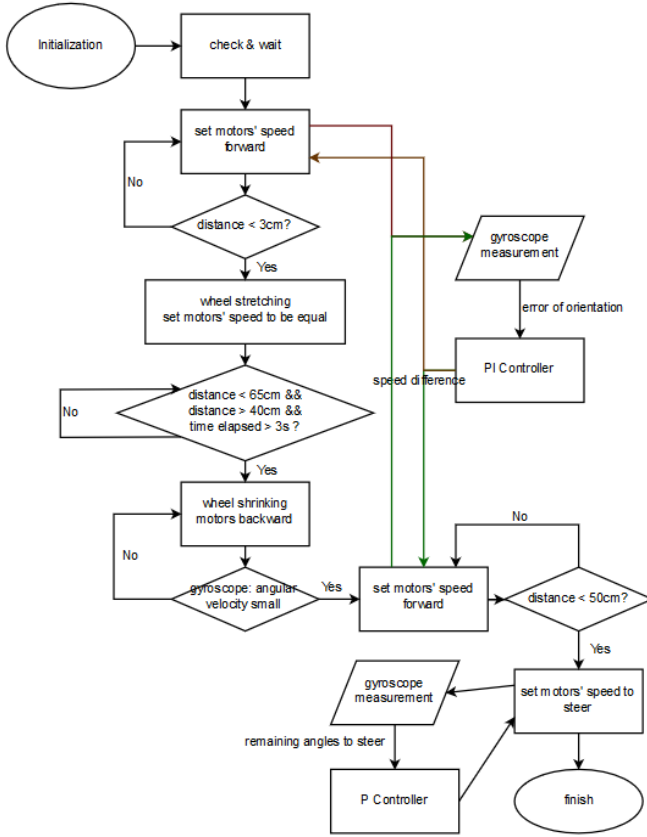 Initialization
check & wait
set motors' speed
forward
No
distance < 3cm?
Yes
gyroscope
measurement
wheel stretching
set motors' speed to be equal
error of orientation
PI Controller
speed difference
distance < 65cm &&
distance > 40cm &&
time elapsed > 3s ?
No
Yes
wheel shrinking
motors backward
No
gyroscope: angular
velocity small
Yes
set motors' speed
forward
No
distance < 50cm?
Yes
gyroscope
measurement
set motors' speed to
steer
remaining angles to steer
P Controller
finish